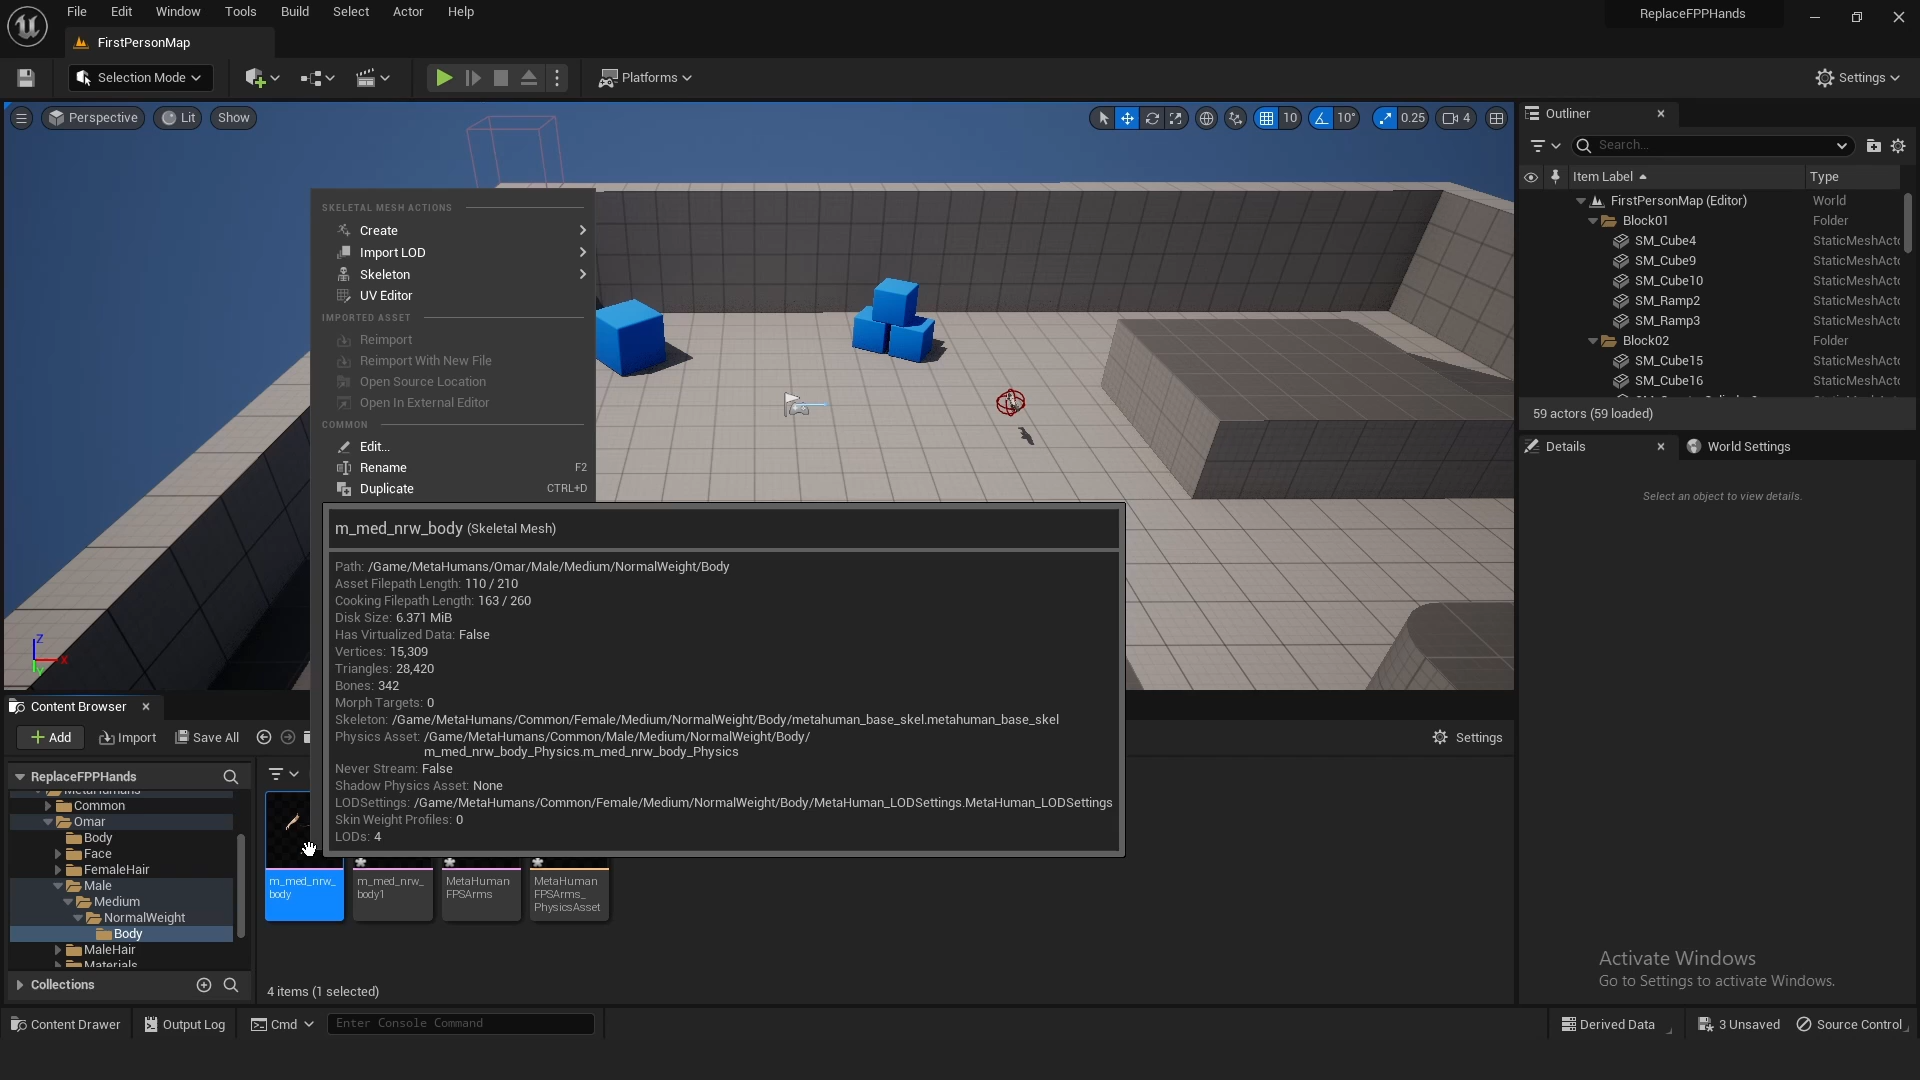 File Edit Window Tools Build Select Actor Help
ReplaceFPPHands
FirstPersonMap
Selection Mode
Platforms
Settings
Perspective
Lit
Show
10
10°
0.25
4
Outliner
Search...
Item Label
Type
FirstPersonMap (Editor) World
Block01 Folder
SM_Cube4 StaticMeshActo
SM_Cube9 StaticMeshActo
SM_Cube10 StaticMeshActo
SM_Ramp2 StaticMeshActo
SM_Ramp3 StaticMeshActo
Block02 Folder
SM_Cube15 StaticMeshActo
SM_Cube16 StaticMeshActo
59 actors (59 loaded)
Details
World Settings
Select an object to view details.
SKELETAL MESH ACTIONS
Create
Import LOD
Skeleton
UV Editor
IMPORTED ASSET
Reimport
Reimport With New File
Open Source Location
Open In External Editor
COMMON
Edit...
Rename F2
Duplicate CTRL+D
m_med_nrw_body (Skeletal Mesh)
Path: /Game/MetaHumans/Omar/Male/Medium/NormalWeight/Body
Asset Filepath Length: 110 / 210
Cooking Filepath Length: 163 / 260
Disk Size: 6.371 MiB
Has Virtualized Data: False
Vertices: 15,309
Triangles: 28,420
Bones: 342
Morph Targets: 0
Skeleton: /Game/MetaHumans/Common/Female/Medium/NormalWeight/Body/metahuman_base_skel.metahuman_base_skel
Physics Asset: /Game/MetaHumans/Common/Male/Medium/NormalWeight/Body/
m_med_nrw_body_Physics.m_med_nrw_body_Physics
Never Stream: False
Shadow Physics Asset: None
LODSettings: /Game/MetaHumans/Common/Female/Medium/NormalWeight/Body/MetaHuman_LODSettings.MetaHuman_LODSettings
Skin Weight Profiles: 0
LODs: 4
Z
X
Y
Content Browser
Add
Import
Save All
Settings
ReplaceFPPHands
MetaHumans
Common
Omar
Body
Face
FemaleHair
Male
Medium
NormalWeight
Body
MaleHair
Materials
Collections
m_med_nrw_
body
m_med_nrw_
body1
MetaHuman
FPSArms
MetaHuman
FPSArms_
PhysicsAsset
4 items (1 selected)
Activate Windows
Go to Settings to activate Windows.
Content Drawer
Output Log
Cmd
Enter Console Command
Derived Data
3 Unsaved
Source Control